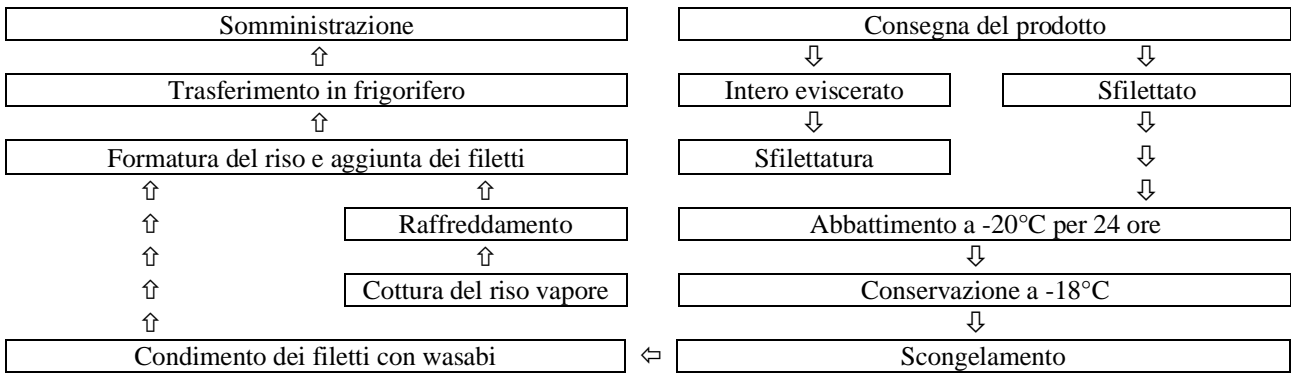 Somministrazione
Consegna del prodotto
⇧
⇩
⇩
Trasferimento in frigorifero
Intero eviscerato
Sfilettato
⇧
⇩
⇩
Formatura del riso e aggiunta dei filetti
Sfilettatura
⇩
⇧
⇧
⇩
⇧
Raffreddamento
Abbattimento a -20°C per 24 ore
⇧
⇧
⇩
⇧
Cottura del riso vapore
Conservazione a -18°C
⇧
⇩
Condimento dei filetti con wasabi
⇦
Scongelamento